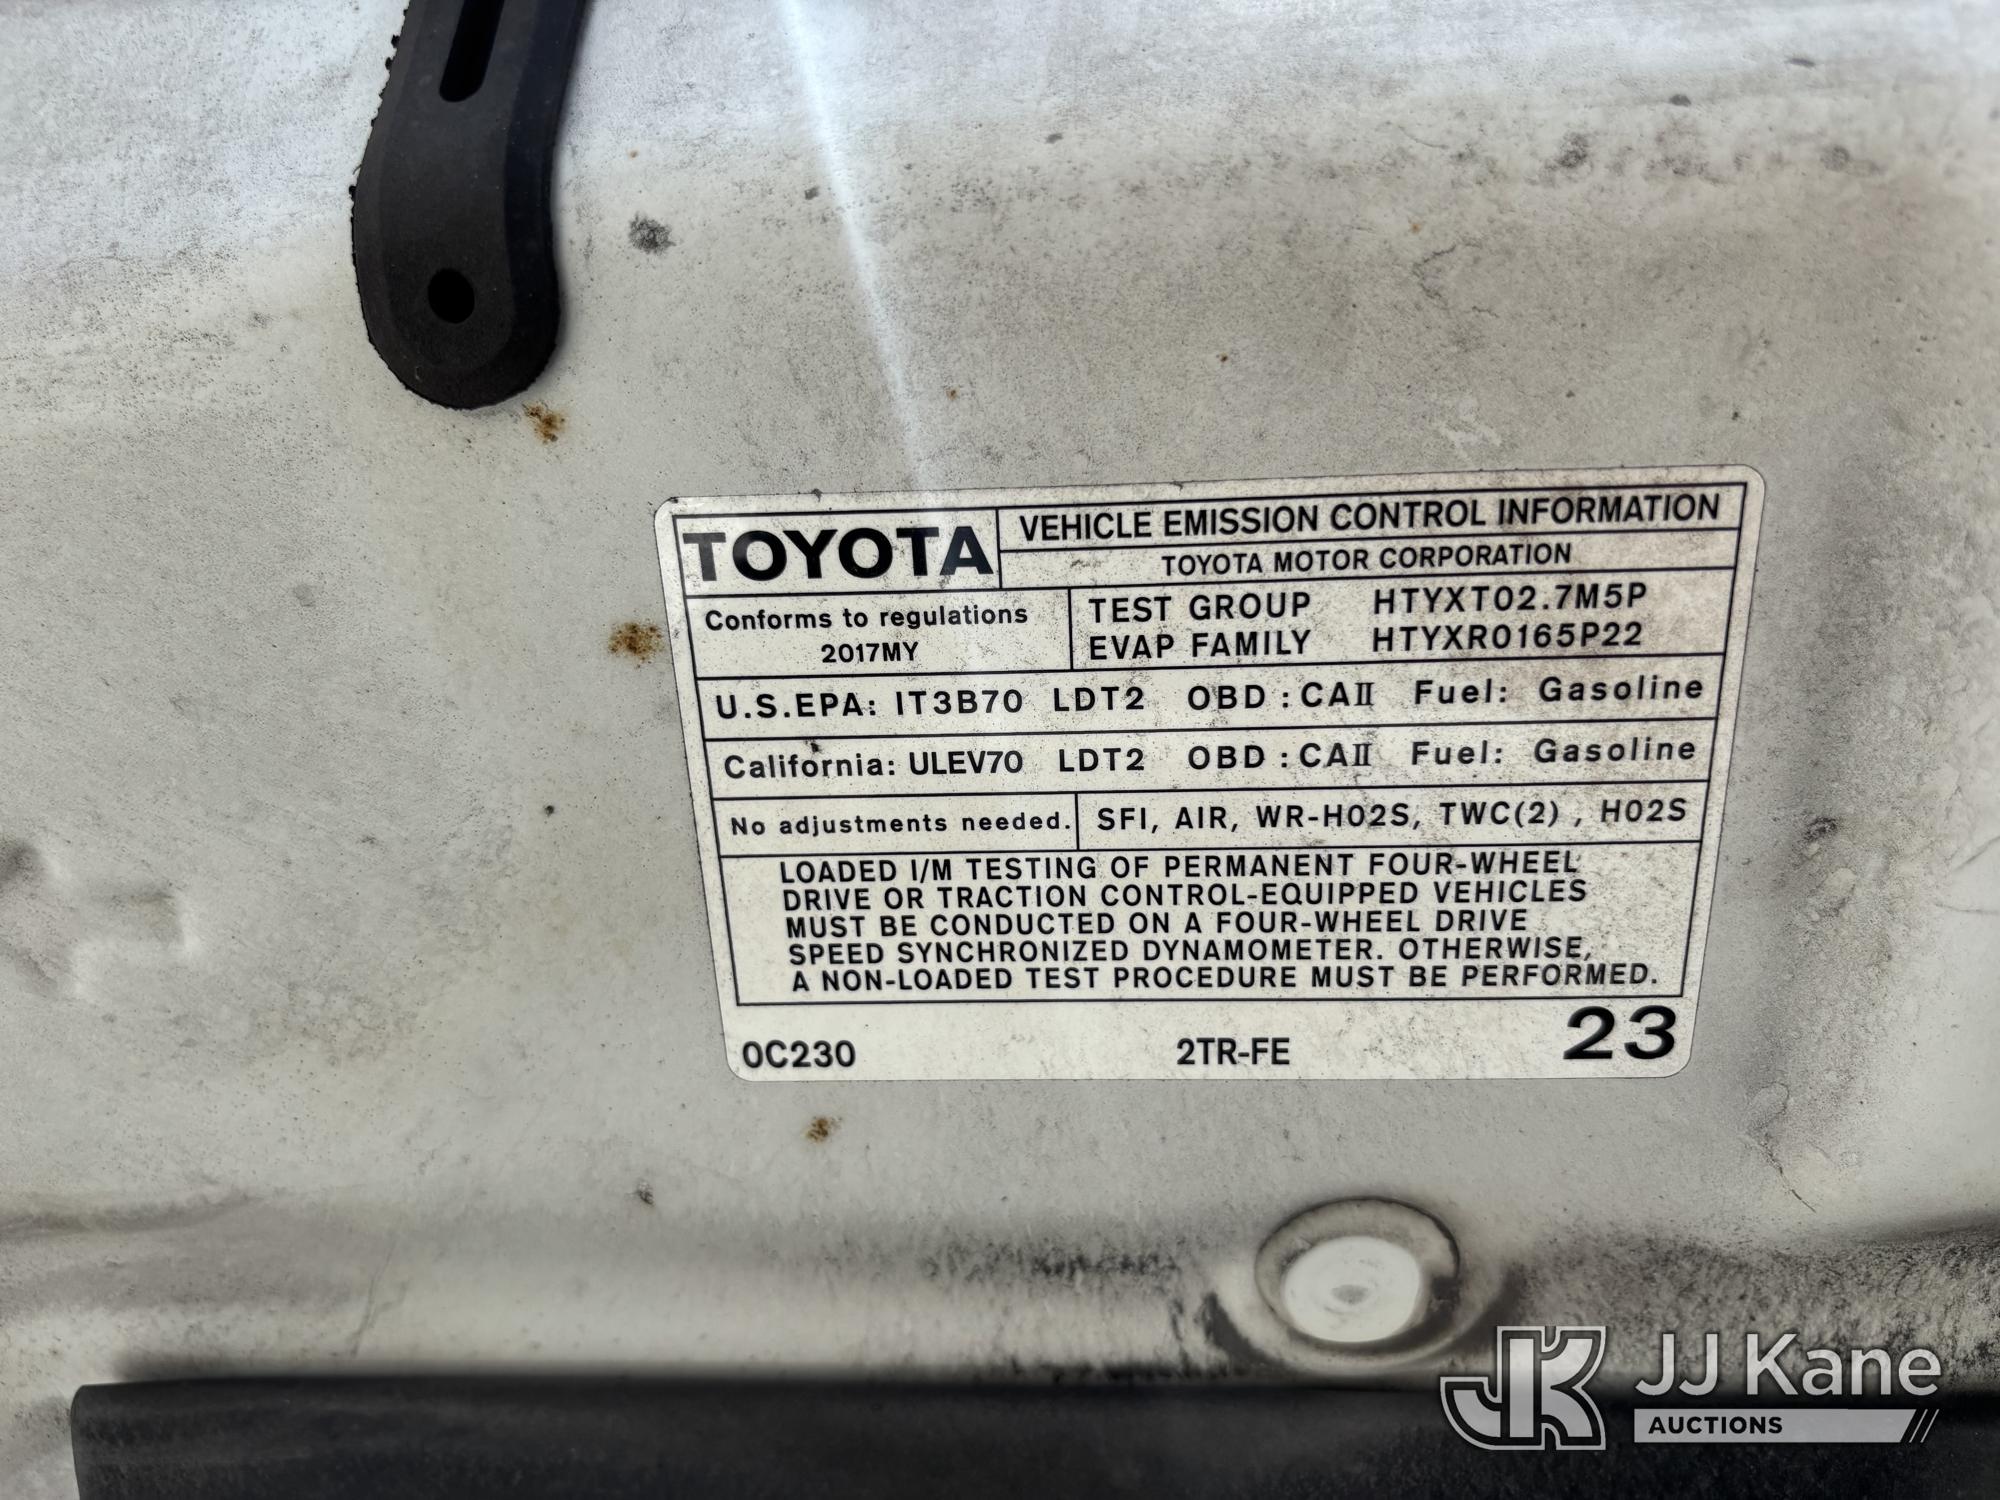 TOYOTA
VEHICLE EMISSION CONTROL INFORMATION
TOYOTA MOTOR CORPORATION
Conforms to regulations
2017MY
TEST GROUP HTYXT02.7M5P
EVAP FAMILY HTYXR0165P22
U.S.EPA: IT3B70 LDT2 OBD : CAII Fuel: Gasoline
California: ULEV70 LDT2 OBD : CAII Fuel: Gasoline
No adjustments needed. SFI, AIR, WR-HO2S, TWC(2) , HO2S
LOADED I/M TESTING OF PERMANENT FOUR-WHEEL
DRIVE OR TRACTION CONTROL-EQUIPPED VEHICLES
MUST BE CONDUCTED ON A FOUR-WHEEL DRIVE
SPEED SYNCHRONIZED DYNAMOMETER. OTHERWISE,
A NON-LOADED TEST PROCEDURE MUST BE PERFORMED.
0C230 2TR-FE 23
JK JJ Kane
AUCTIONS